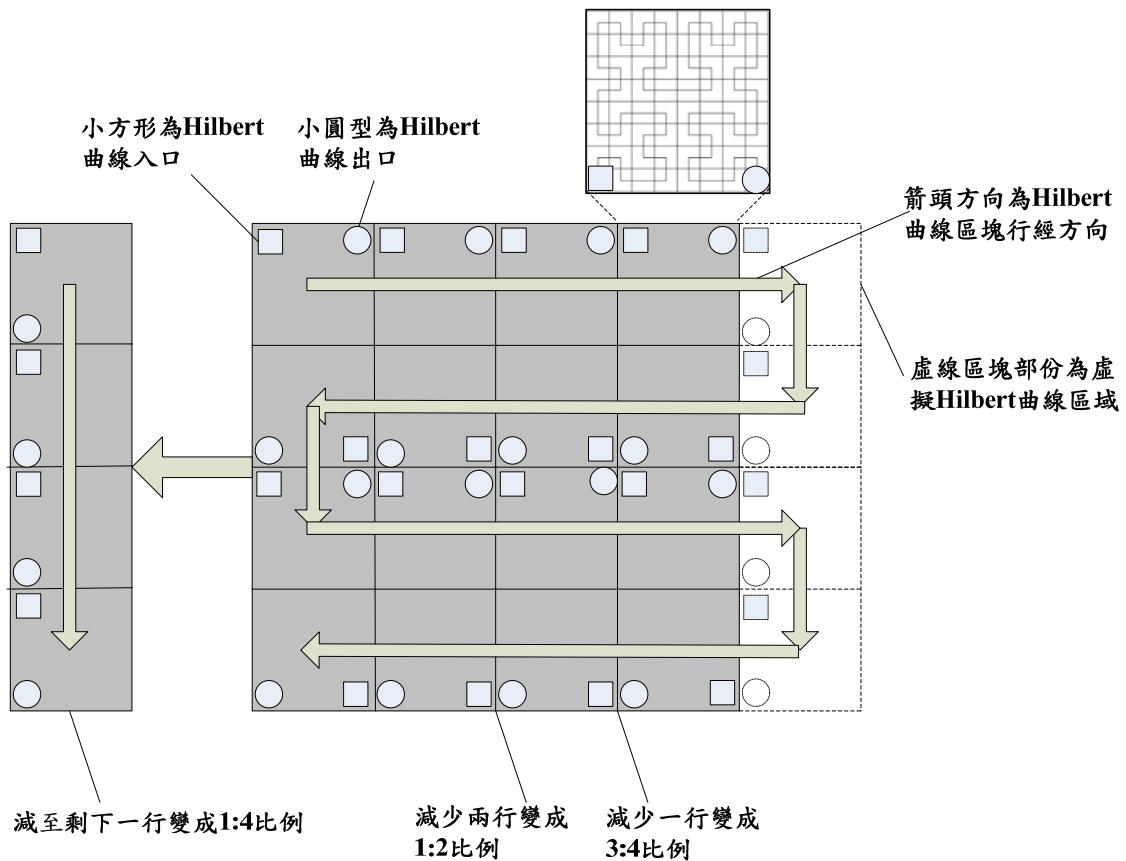 小方形為Hilbert
曲線入口
小圓型為Hilbert
曲線出口
箭頭方向為Hilbert
曲線區塊行經方向
虛線區塊部份為虛
擬Hilbert曲線區域
減至剩下一行變成1:4比例
減少兩行變成
1:2比例
減少一行變成
3:4比例